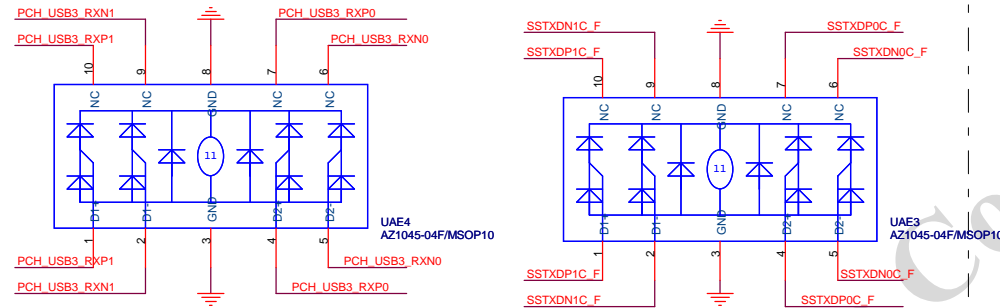 PCH_USB3_RXN1
PCH_USB3_RXP0
PCH_USB3_RXP1
PCH_USB3_RXN0
10
9
8
7
6
NC
NC
GND
NC
NC
11
D1+
D1-
GND
D2+
D2-
UAE4
AZ1045-04F/MSOP10
1
2
3
4
5
PCH_USB3_RXP1
PCH_USB3_RXN0
PCH_USB3_RXN1
PCH_USB3_RXP0
SSTXDN1C_F
SSTXDP0C_F
SSTXDP1C_F
SSTXDN0C_F
10
9
8
7
6
NC
NC
GND
NC
NC
11
D1+
D1-
GND
D2+
D2-
UAE3
AZ1045-04F/MSOP10
1
2
3
4
5
SSTXDP1C_F
SSTXDN0C_F
SSTXDN1C_F
SSTXDP0C_F